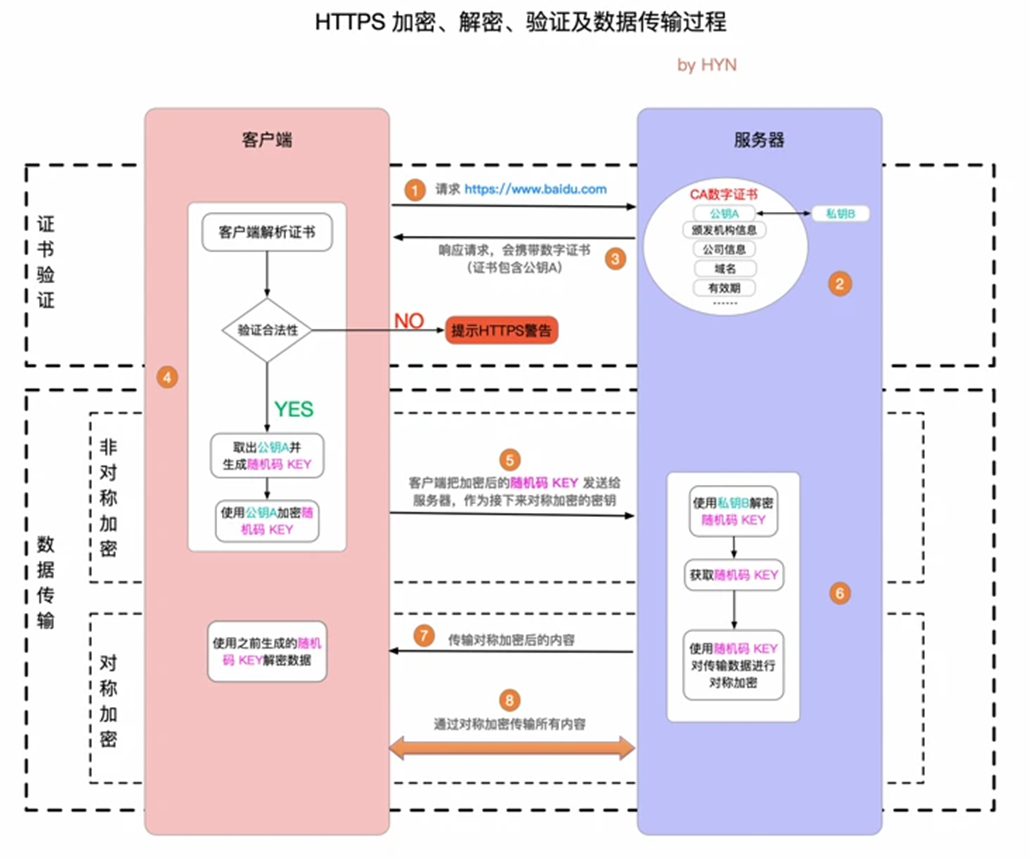 HTTPS 加密、解密、验证及数据传输过程
by HYN
客户端
服务器
证书验证
1
请求 https://www.baidu.com
CA数字证书
公钥A
私钥B
颁发机构信息
公司信息
域名
有效期
······
2
响应请求，会携带数字证书
（证书包含公钥A）
3
客户端解析证书
验证合法性
NO
提示HTTPS警告
4
YES
数据传输
非对称加密
取出公钥A并
生成随机码 KEY
使用公钥A加密随
机码 KEY
5
客户端把加密后的随机码 KEY 发送给
服务器，作为接下来对称加密的密钥
使用私钥B解密
随机码 KEY
获取随机码 KEY
6
使用随机码 KEY
对传输数据进行
对称加密
对称加密
使用之前生成的随机
码 KEY解密数据
7
传输对称加密后的内容
8
通过对称加密传输所有内容